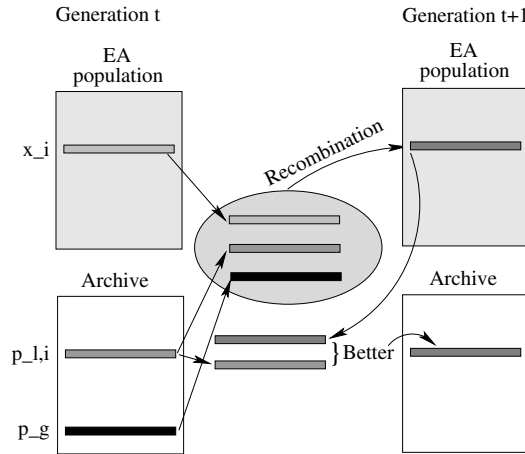 Generation t
Generation t+1
EA
population
EA
population
x_i
Recombination
Archive
Archive
p_l,i
} Better
p_g